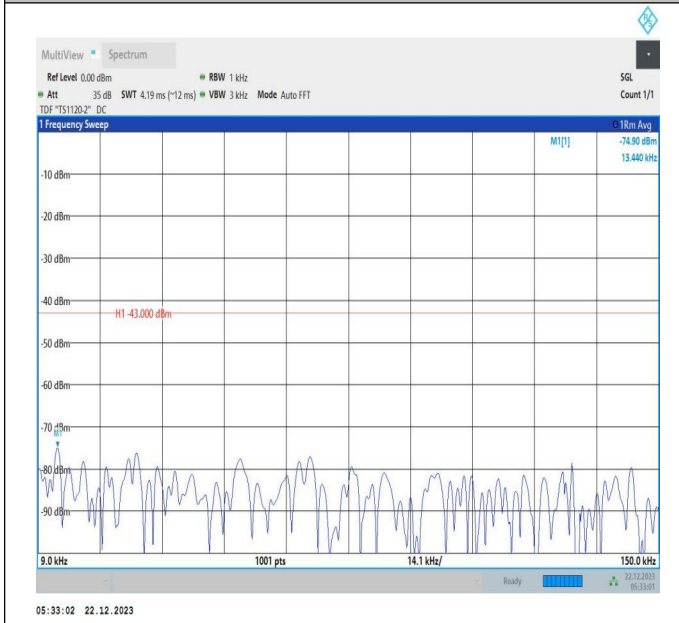 R S
MultiView Spectrum
Ref Level 0.00 dBm RBW 1 kHz SGL
Att 35 dB SWT 4.19 ms (~12 ms) VBW 3 kHz Mode Auto FFT Count 1/1
TDF "TS1120-2" DC
1 Frequency Sweep 1Rm Avg
M1[1] -74.90 dBm
13.440 kHz
-10 dBm
-20 dBm
-30 dBm
-40 dBm
H1 -43.000 dBm
-50 dBm
-60 dBm
-70 dBm
M1
-80 dBm
-90 dBm
9.0 kHz 1001 pts 14.1 kHz/ 150.0 kHz
Ready 22.12.2023
05:33:01
05:33:02 22.12.2023